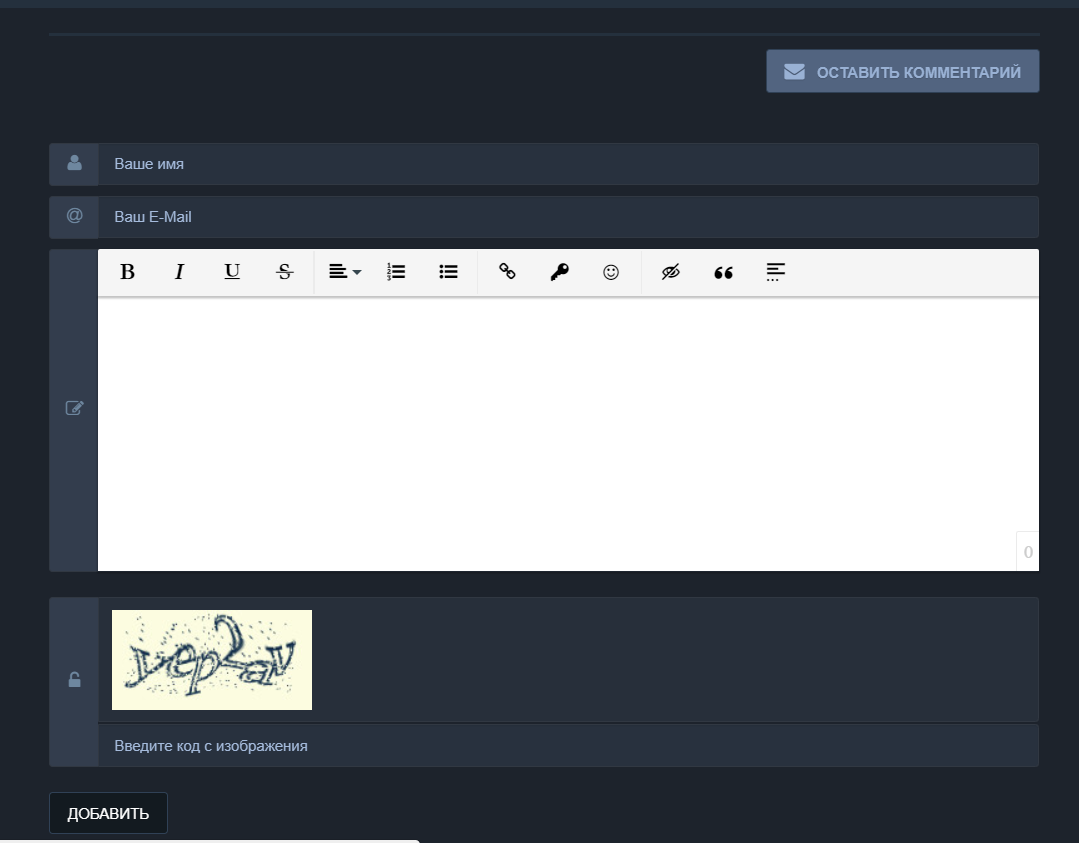 ОСТАВИТЬ КОММЕНТАРИЙ
Ваше имя
@ Ваш E-Mail
B I U S
0
Введите код с изображения
ДОБАВИТЬ